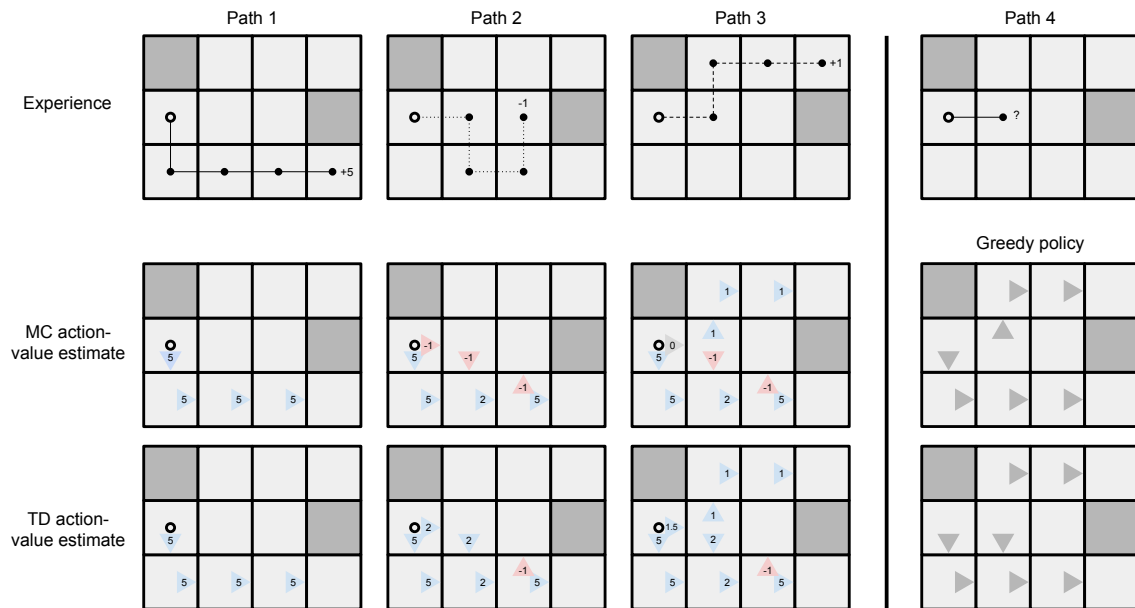 Path 1
Path 2
Path 3
Path 4
Experience
+5
-1
+1
?
Greedy policy
MC action-
value estimate
5
5 5 5
-1
5 -1
-1
5 2 5
1 1
0 1
5 -1
-1
5 2 5
TD action-
value estimate
5
5 5 5
2
5 2
-1
5 2 5
1 1
1.5 1
5 2
-1
5 2 5